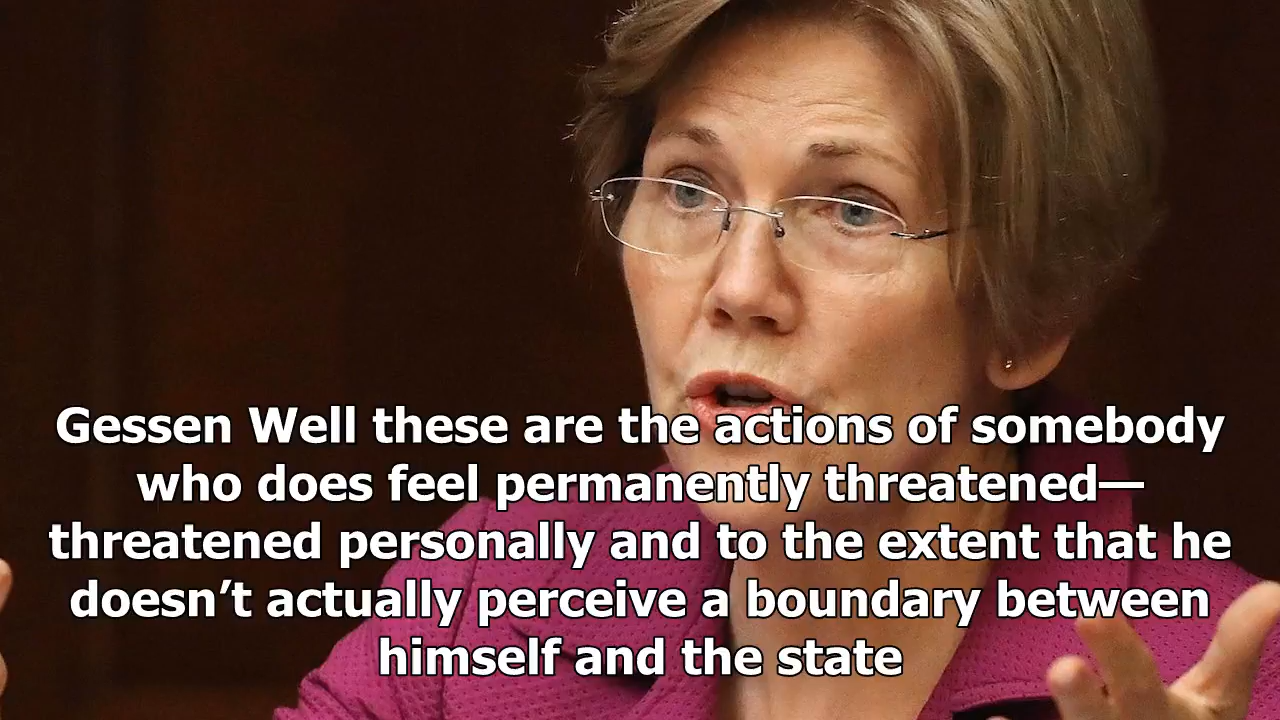 Gessen Well these are the actions of somebody
who does feel permanently threatened—
threatened personally and to the extent that he
doesn’t actually perceive a boundary between
himself and the state